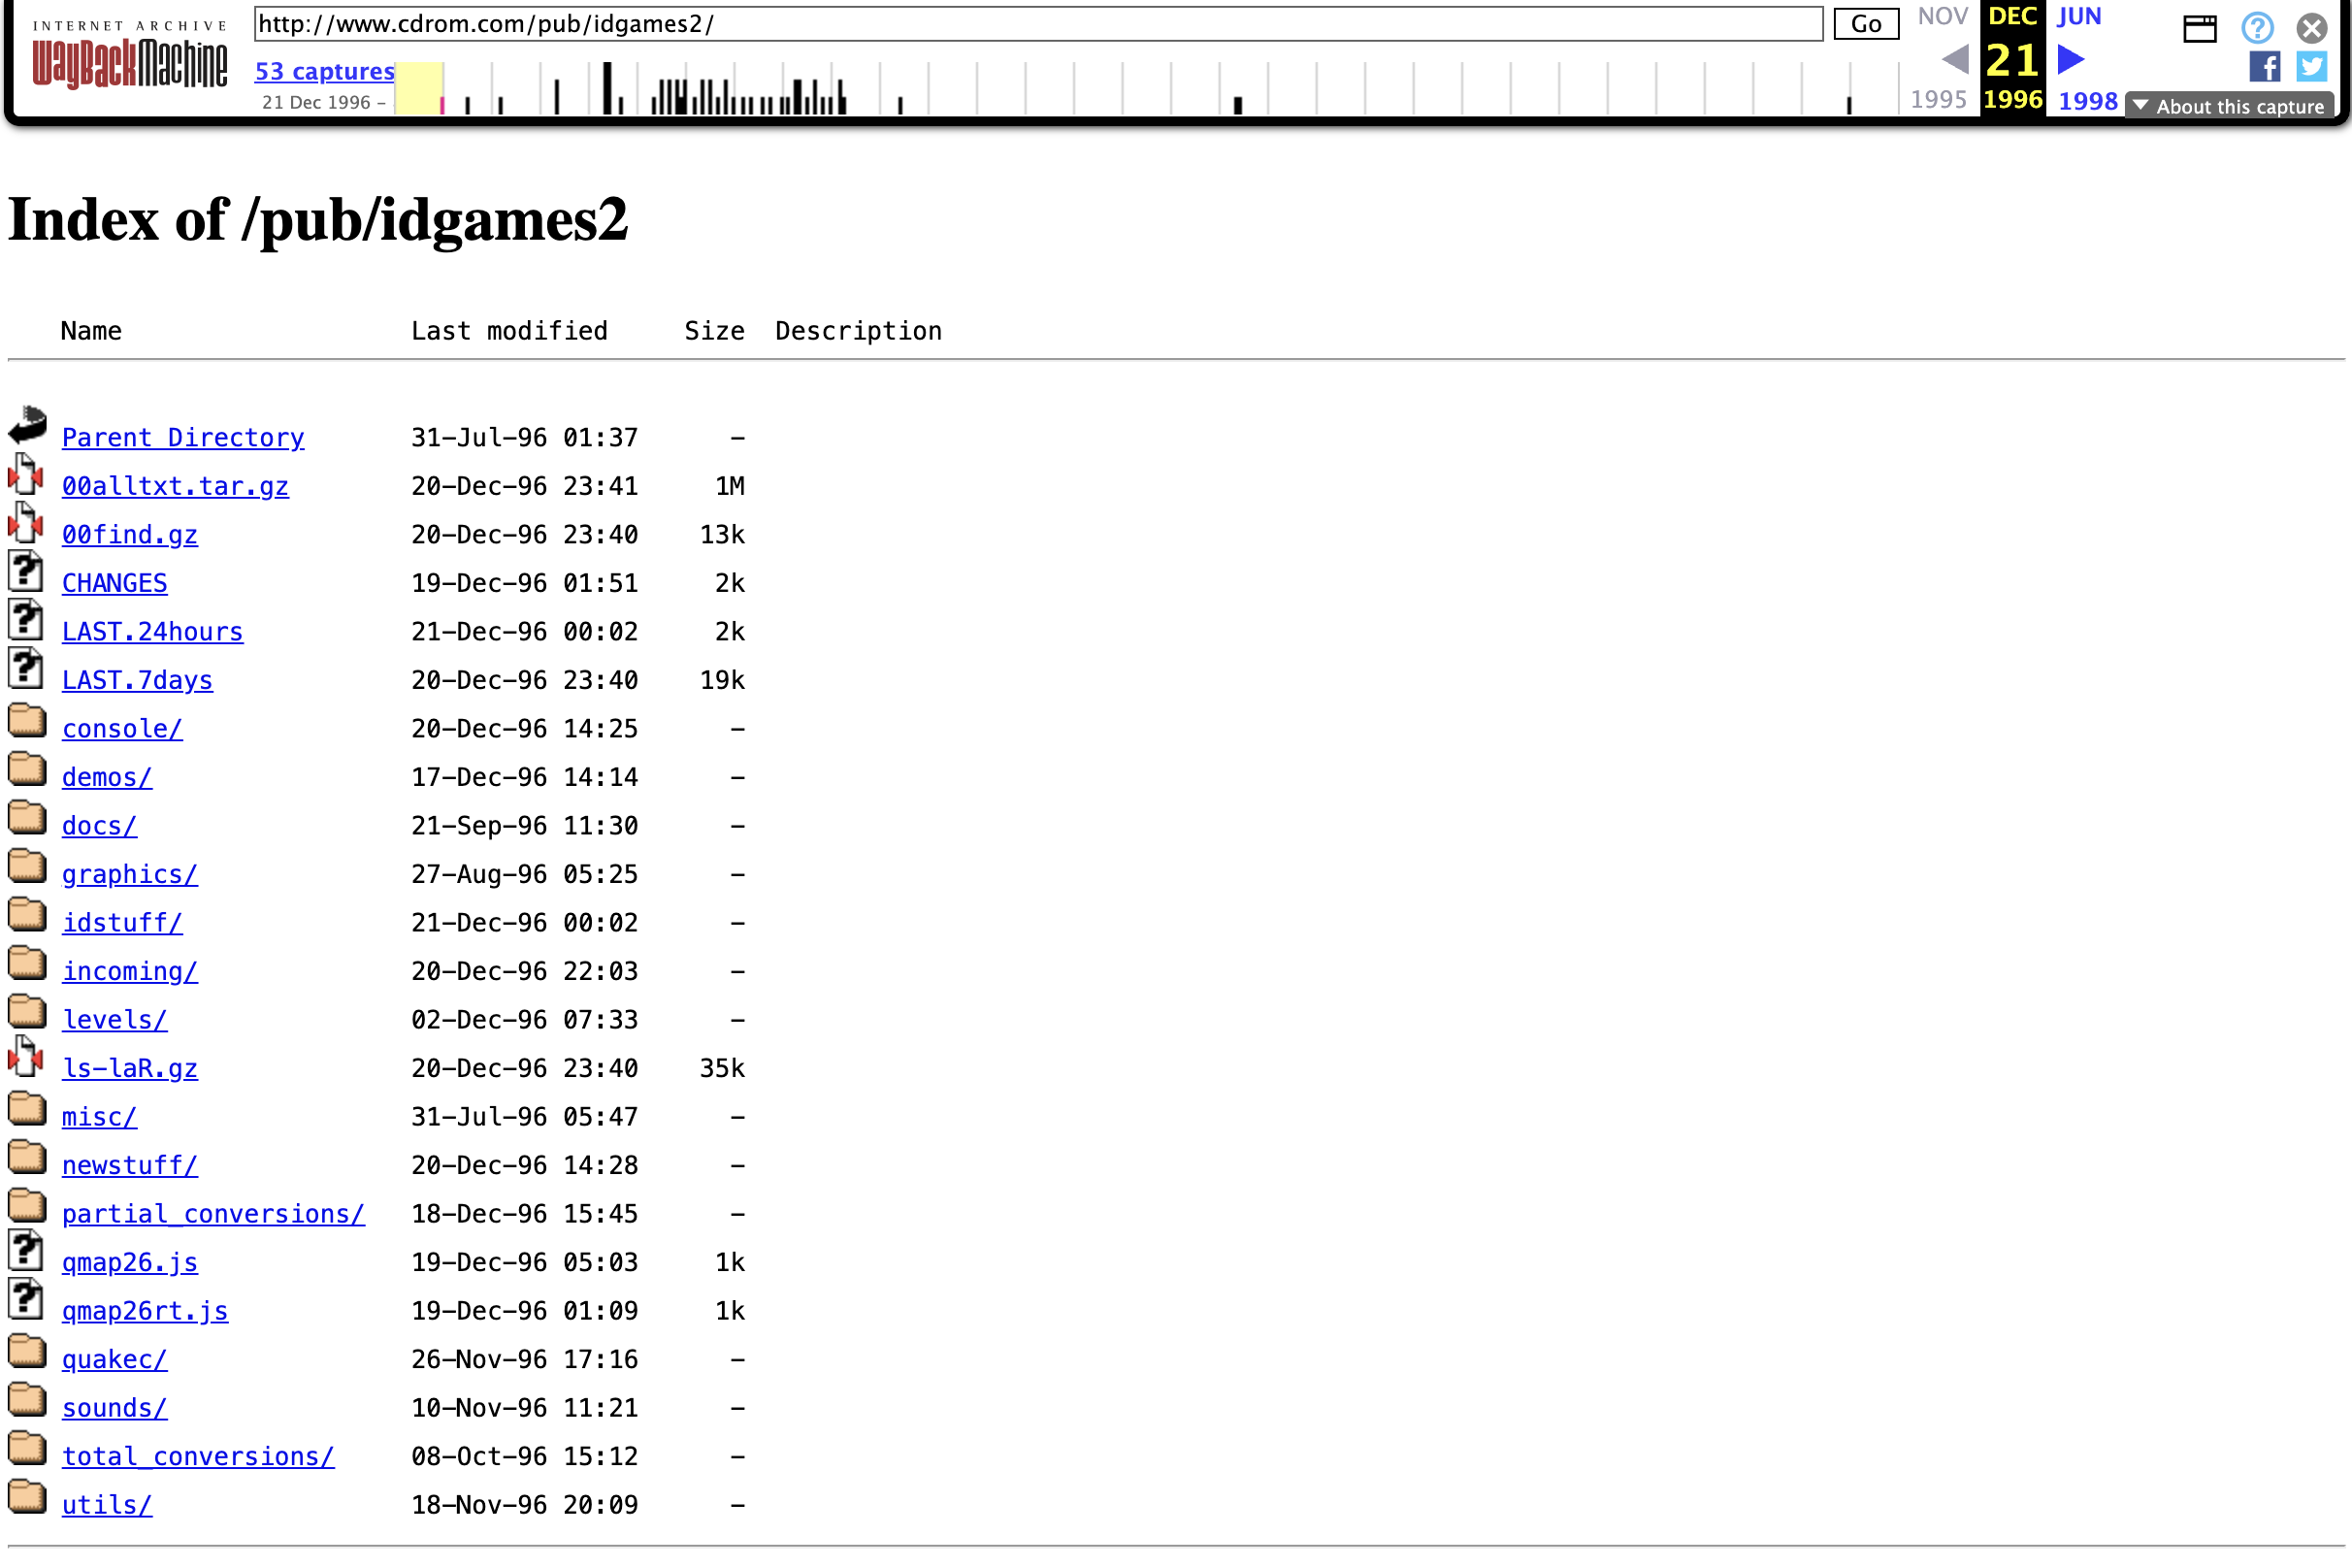 INTERNET ARCHIVE
WayBackMachine
http://www.cdrom.com/pub/idgames2/
Go
NOV DEC JUN
53 captures
21
21 Dec 1996 –
1995 1996 1998
About this capture
Index of /pub/idgames2
Name Last modified Size Description
Parent Directory 31-Jul-96 01:37 -
00alltxt.tar.gz 20-Dec-96 23:41 1M
00find.gz 20-Dec-96 23:40 13k
CHANGES 19-Dec-96 01:51 2k
LAST.24hours 21-Dec-96 00:02 2k
LAST.7days 20-Dec-96 23:40 19k
console/ 20-Dec-96 14:25 -
demos/ 17-Dec-96 14:14 -
docs/ 21-Sep-96 11:30 -
graphics/ 27-Aug-96 05:25 -
idstuff/ 21-Dec-96 00:02 -
incoming/ 20-Dec-96 22:03 -
levels/ 02-Dec-96 07:33 -
ls-laR.gz 20-Dec-96 23:40 35k
misc/ 31-Jul-96 05:47 -
newstuff/ 20-Dec-96 14:28 -
partial_conversions/ 18-Dec-96 15:45 -
qmap26.js 19-Dec-96 05:03 1k
qmap26rt.js 19-Dec-96 01:09 1k
quakec/ 26-Nov-96 17:16 -
sounds/ 10-Nov-96 11:21 -
total_conversions/ 08-Oct-96 15:12 -
utils/ 18-Nov-96 20:09 -